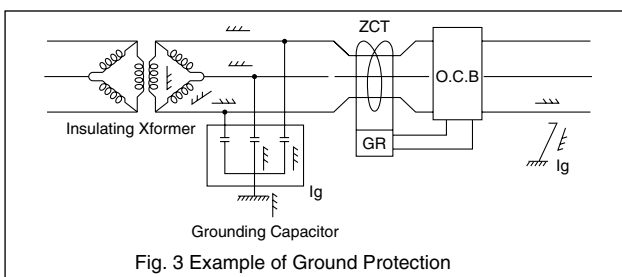 ZCT
O.C.B
Insulating Xformer
GR
Ig
Ig
Grounding Capacitor
Fig. 3 Example of Ground Protection